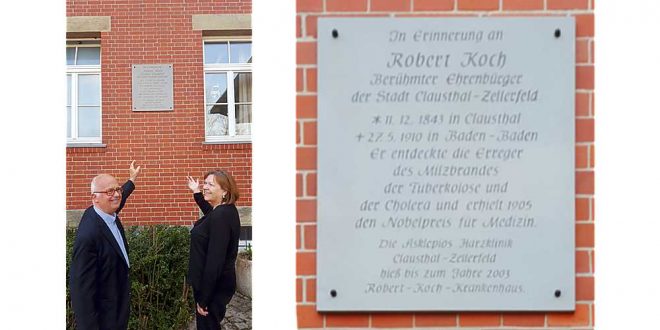 In Erinnerung an
Robert Koch
Berühmter Ehrenbürger
der Stadt Clausthal-Zellerfeld
* 11. 12. 1843 in Clausthal
+ 27. 5. 1910 in Baden-Baden
Er entdeckte die Erreger
des Milzbrandes
der Tuberkolose und
der Cholera und erhielt 1905
den Nobelpreis für Medizin.
Die Asklepios Harzklinik
Clausthal-Zellerfeld
hieß bis zum Jahre 2003
Robert-Koch-Krankenhaus.